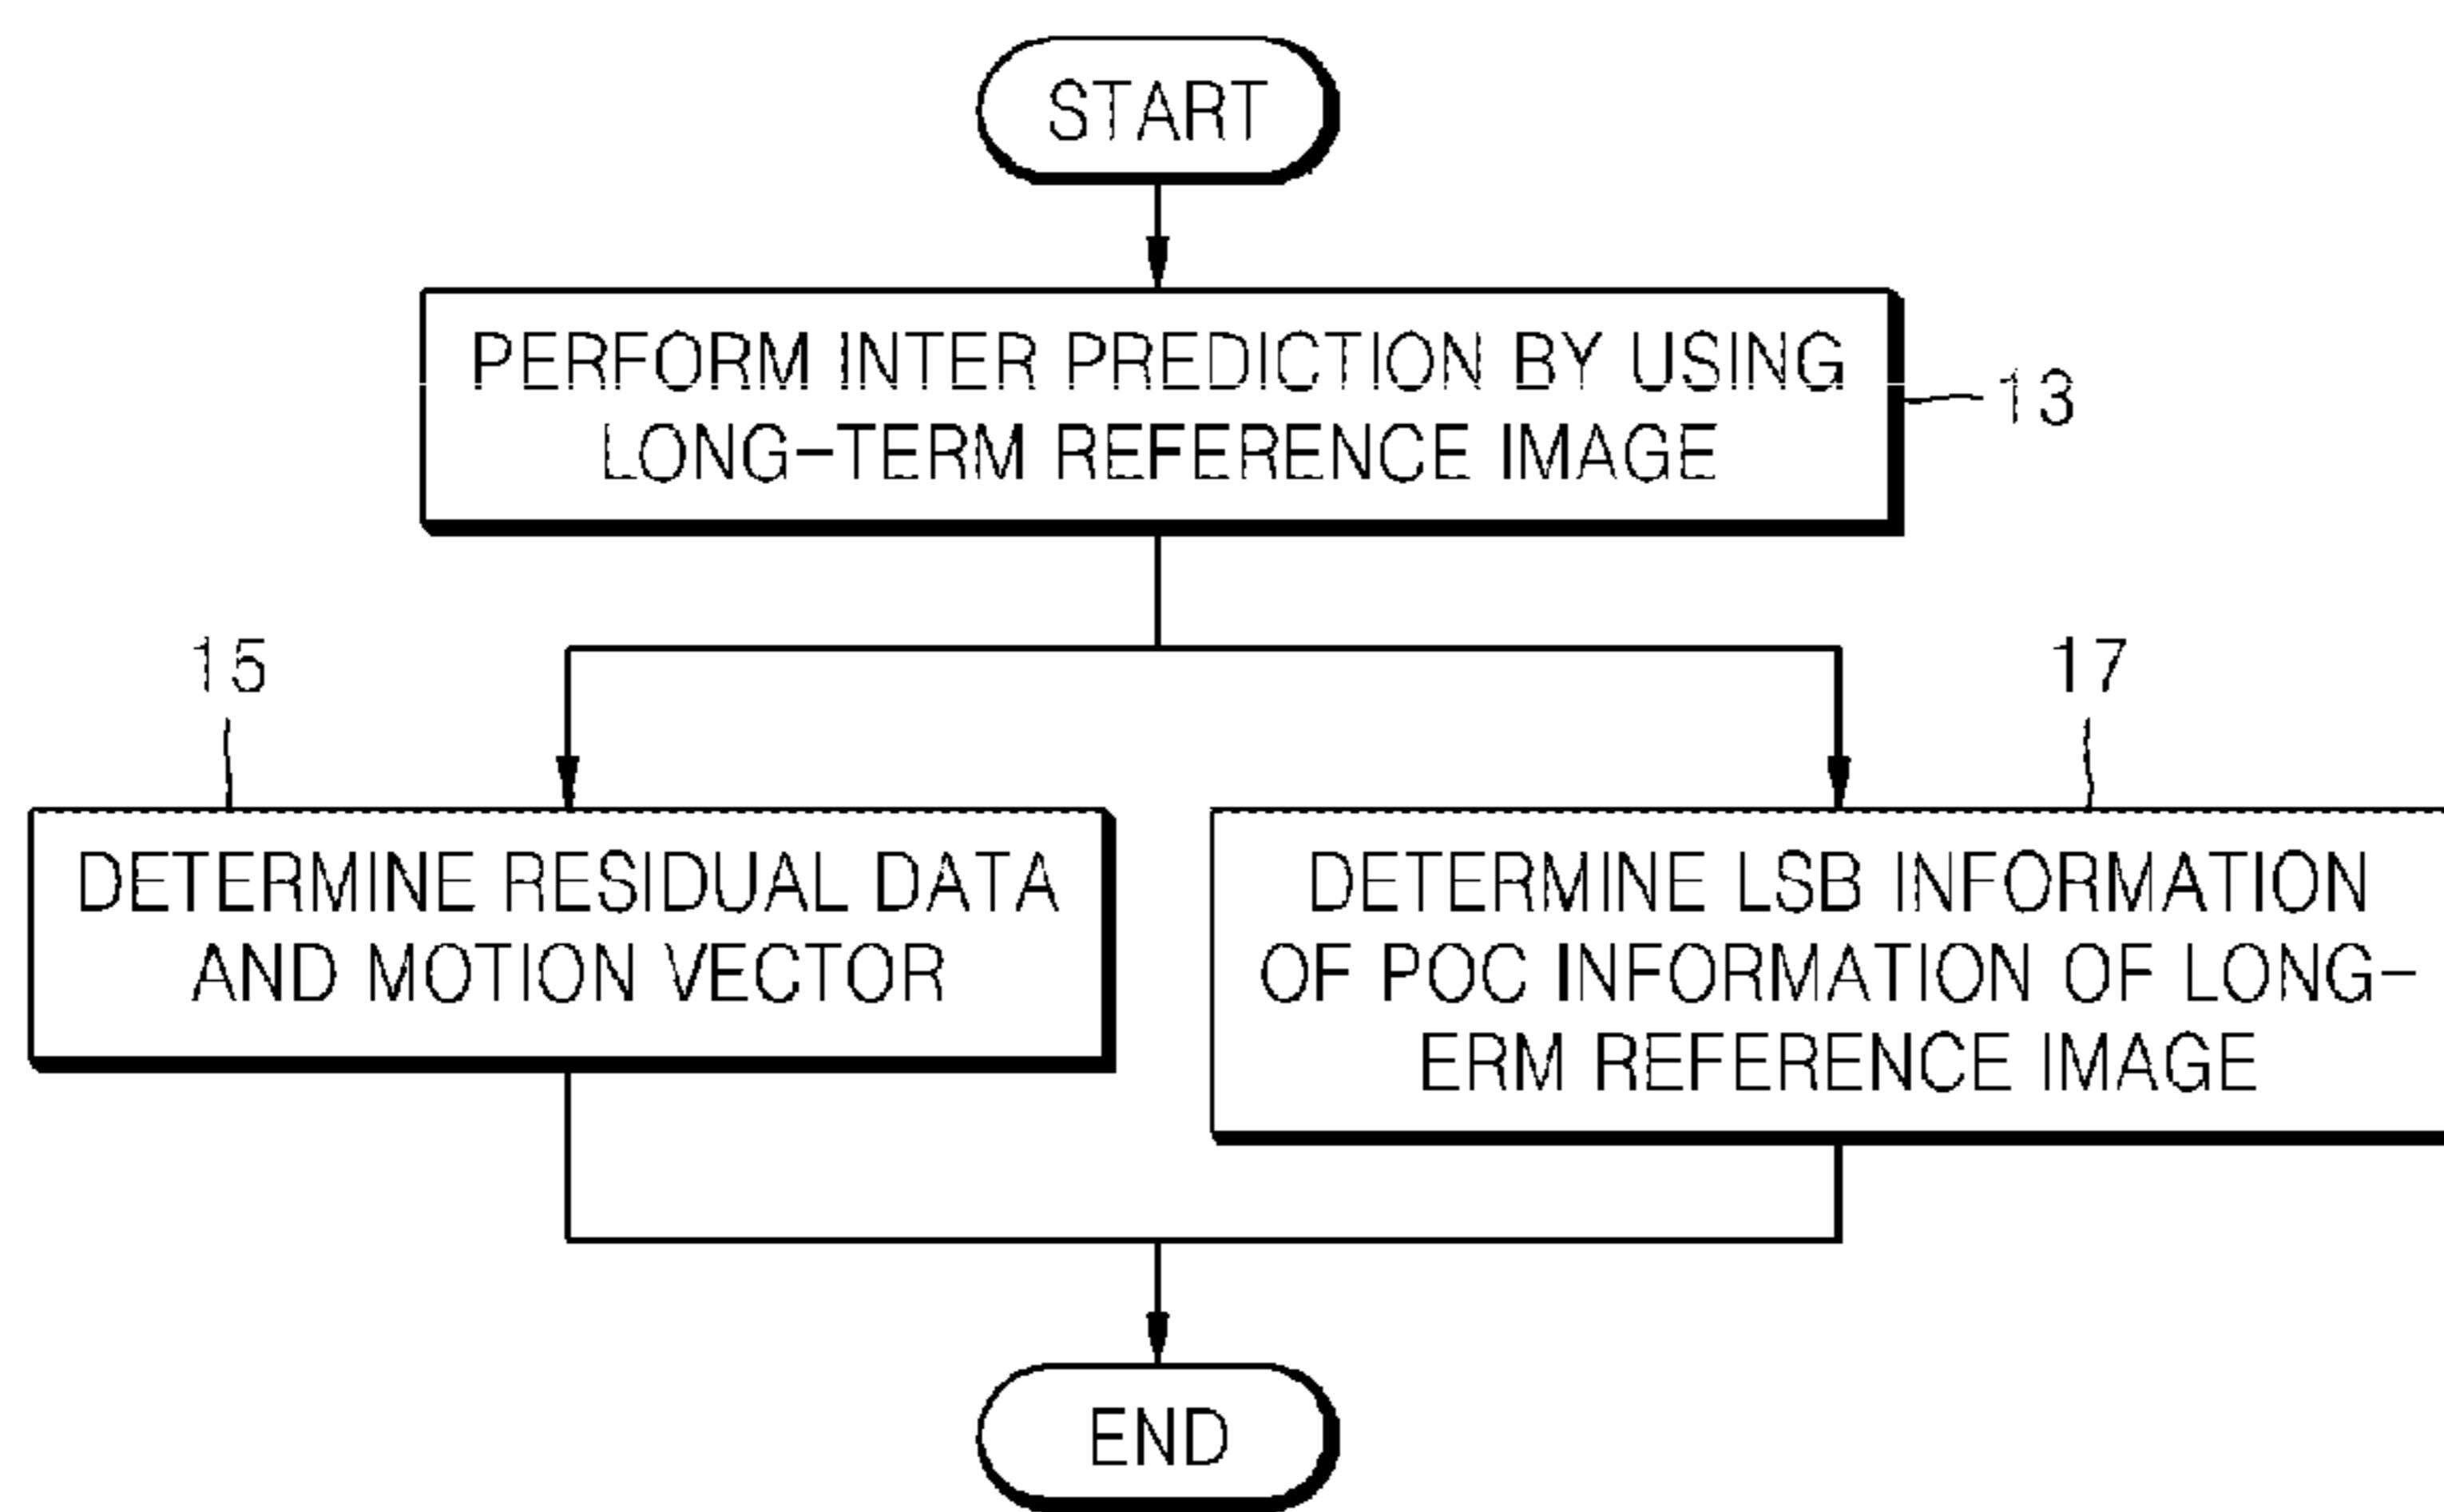 START
PERFORM INTER PREDICTION BY USING
LONG-TERM REFERENCE IMAGE
13
15
DETERMINE RESIDUAL DATA
AND MOTION VECTOR
17
DETERMINE LSB INFORMATION
OF POC INFORMATION OF LONG-
ERM REFERENCE IMAGE
END